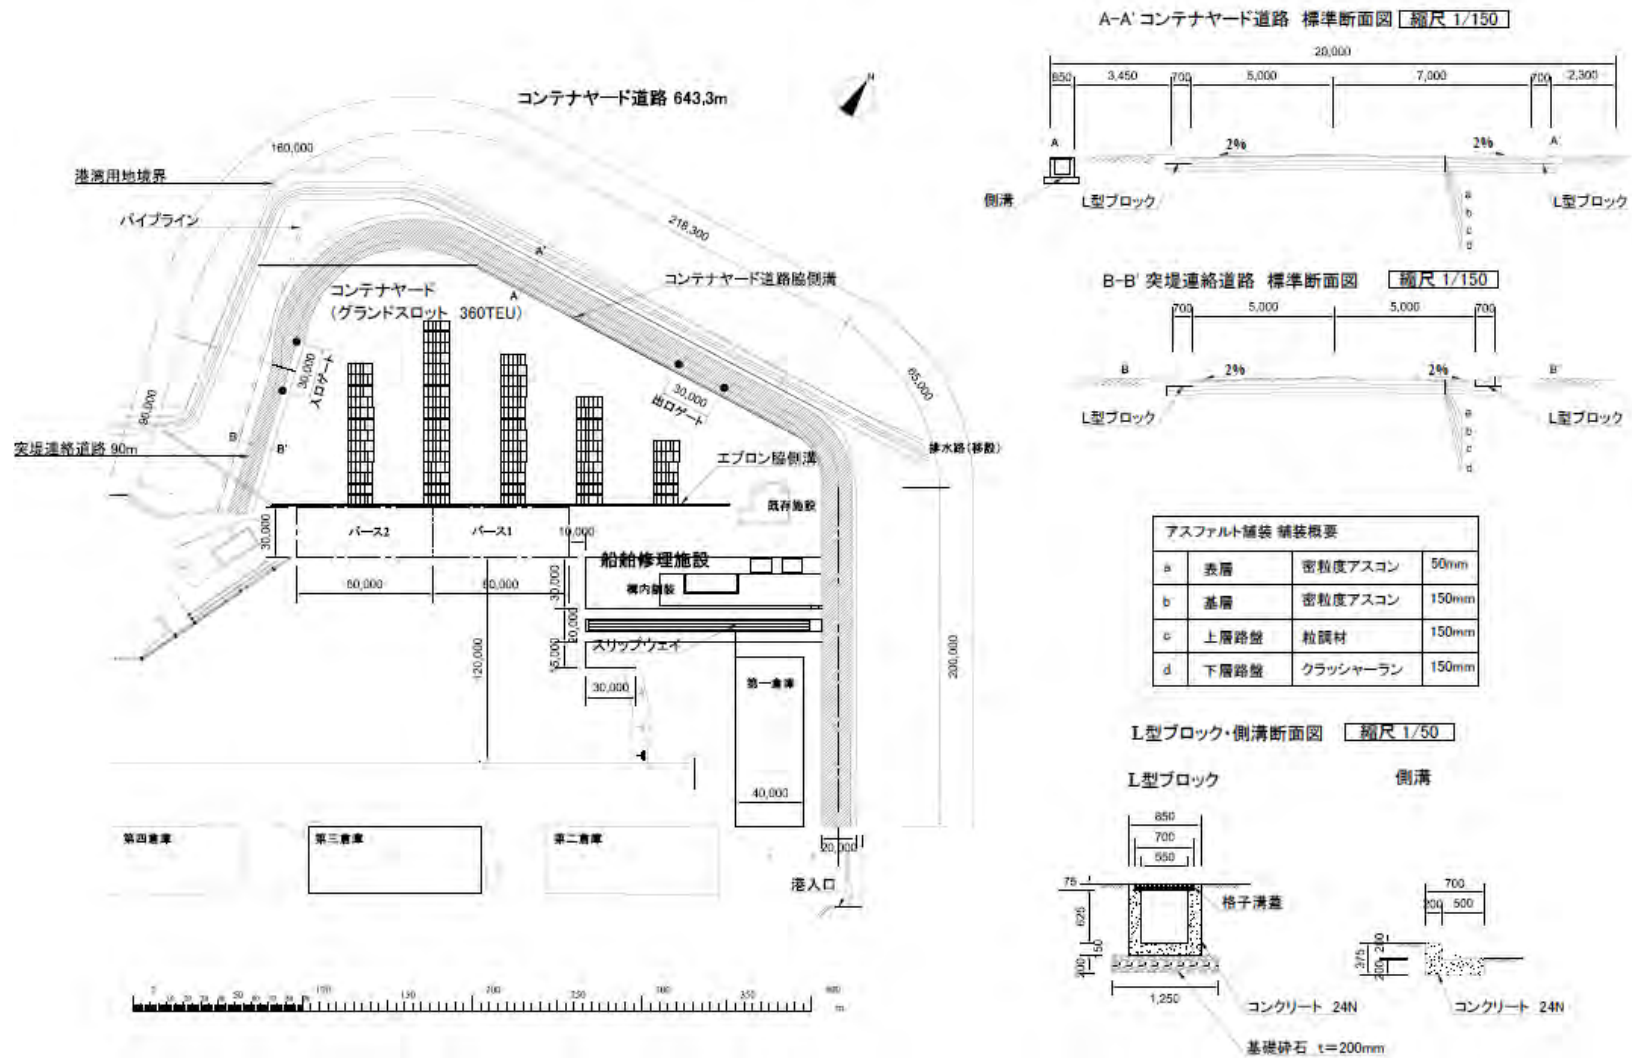 A-A' コンテナヤード道路 標準断面図 縮尺 1/150
20,000
850 3,450 700 5,000 7,000 700 2,300
A 2% 2% A'
側溝
L型ブロック
L型ブロック
a
b
c
d
コンテナヤード道路 643,3m
N
160,000
港湾用地境界
パイプライン
218,300
A'
A
コンテナヤード道路脇側溝
コンテナヤード
(グランドスロット 360TEU)
30,000
入口ゲート
30,000
出口ゲート
65,000
B
B'
突堤連絡道路 90m
排水路(移設)
エプロン脇側溝
既存施設
30,000
バース2
バース1
10,000
船舶修理施設
構内舗装
30,000
20,000
スリップウェイ
120,000
30,000
第一倉庫
200,000
40,000
第四倉庫
第三倉庫
第二倉庫
20,000
港入口
m
B-B' 突堤連絡道路 標準断面図 縮尺 1/150
700 5,000 5,000 700
B 2% 2% B'
L型ブロック
L型ブロック
a
b
c
d
アスファルト舗装 舗装概要
a 表層 密粒度アスコン 50mm
b 基層 密粒度アスコン 150mm
c 上層路盤 粒調材 150mm
d 下層路盤 クラッシャーラン 150mm
L型ブロック・側溝断面図 縮尺 1/50
L型ブロック
側溝
850
700
550
75
625
200
1,250
格子溝蓋
コンクリート 24N
基礎砕石 t=200mm
700
200 500
375
200
200
コンクリート 24N